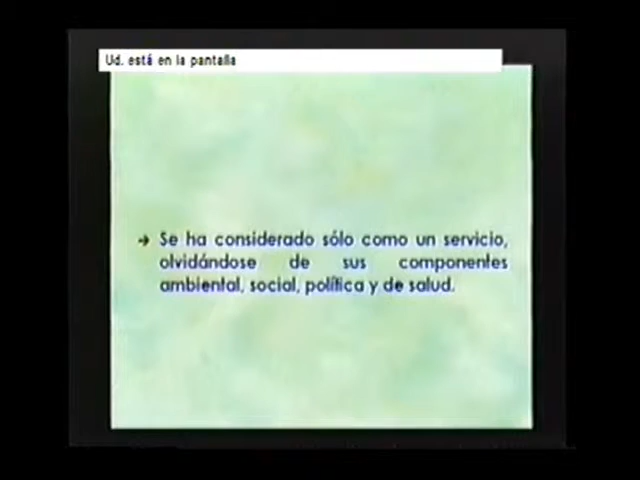 Ud. está en la pantalla
→ Se ha considerado sólo como un servicio,
olvidándose de sus componentes
ambiental, social, política y de salud.